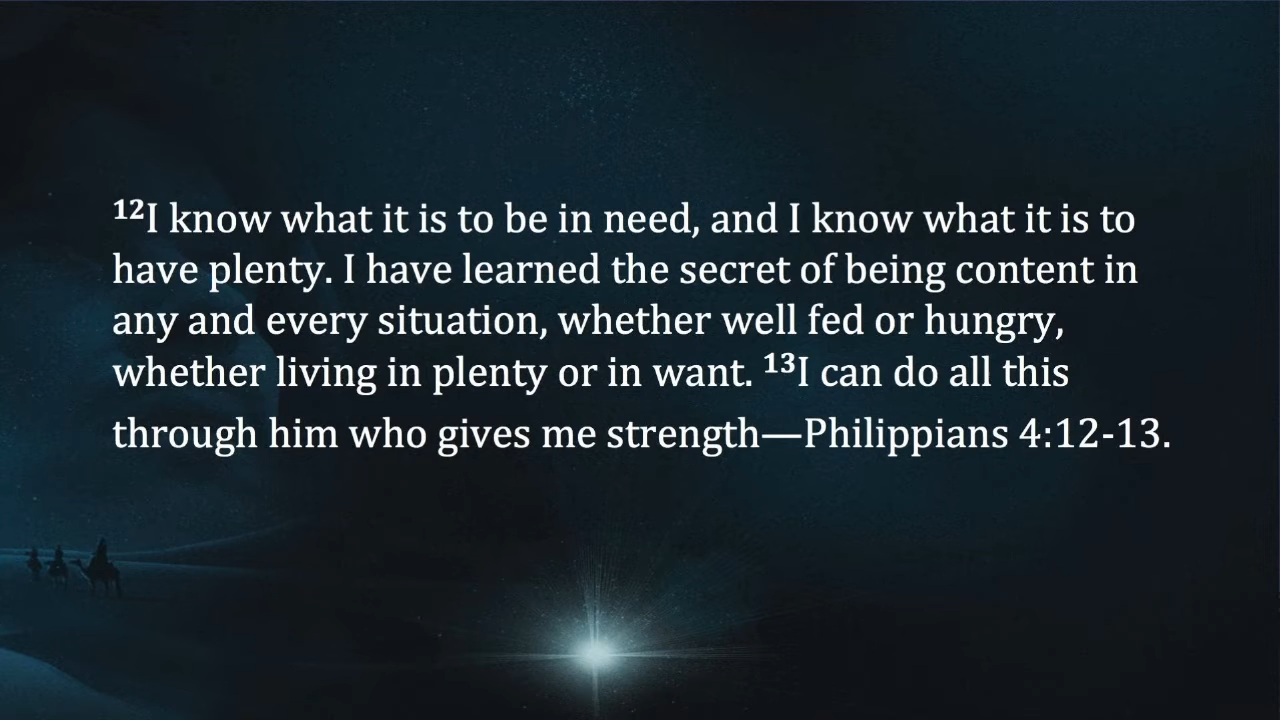 ¹²I know what it is to be in need, and I know what it is to
have plenty. I have learned the secret of being content in
any and every situation, whether well fed or hungry,
whether living in plenty or in want. ¹³I can do all this
through him who gives me strength—Philippians 4:12-13.